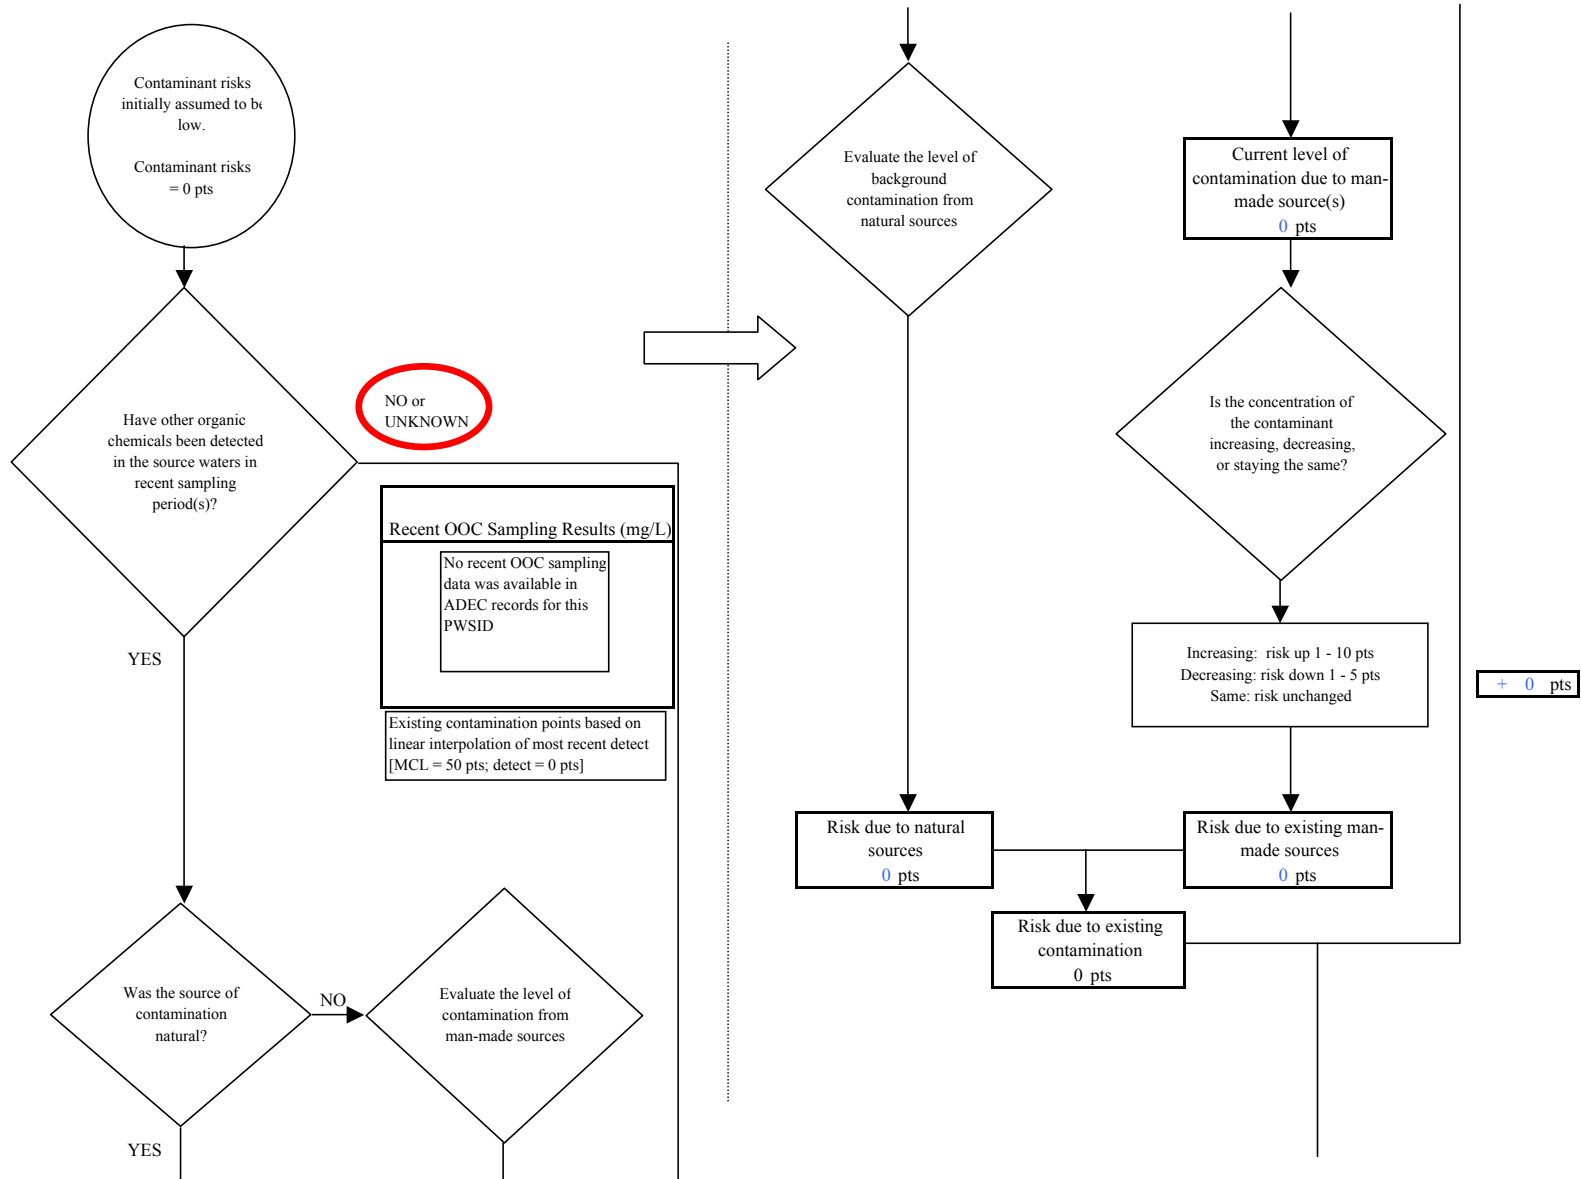 Contaminant risks
initially assumed to be
low.
Contaminant risks
= 0 pts
Have other organic
chemicals been detected
in the source waters in
recent sampling
period(s)?
NO or
UNKNOWN
Recent OOC Sampling Results (mg/L)
No recent OOC sampling
data was available in
ADEC records for this
PWSID
Existing contamination points based on
linear interpolation of most recent detect
[MCL = 50 pts; detect = 0 pts]
YES
Was the source of
contamination
natural?
NO
Evaluate the level of
contamination from
man-made sources
YES
Evaluate the level of
background
contamination from
natural sources
Current level of
contamination due to man-
made source(s)
0 pts
Is the concentration of
the contaminant
increasing, decreasing,
or staying the same?
Increasing: risk up 1 - 10 pts
Decreasing: risk down 1 - 5 pts
Same: risk unchanged
+ 0 pts
Risk due to natural
sources
0 pts
Risk due to existing man-
made sources
0 pts
Risk due to existing
contamination
0 pts